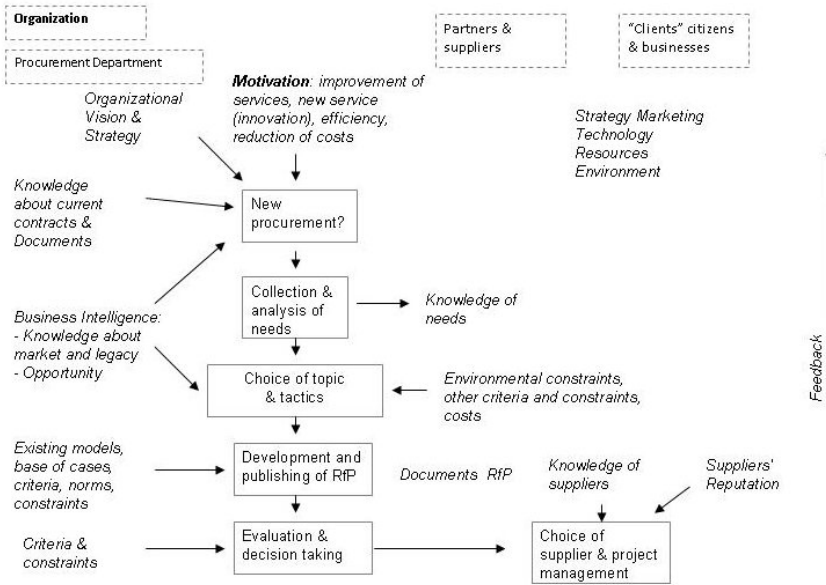 Organization
Partners &
suppliers
“Clients” citizens
& businesses
Procurement Department
Organizational
Vision &
Strategy
Motivation: improvement of
services, new service
(innovation), efficiency,
reduction of costs
Strategy Marketing
Technology
Resources
Environment
Knowledge
about current
contracts &
Documents
New
procurement?
Collection &
analysis of
needs
Knowledge of
needs
Business Intelligence:
- Knowledge about
market and legacy
- Opportunity
Choice of topic
& tactics
Environmental constraints,
other criteria and constraints,
costs
Feedback
Existing models,
base of cases,
criteria, norms,
constraints
Development and
publishing of RfP
Documents RfP
Knowledge of
suppliers
Suppliers'
Reputation
Criteria &
constraints
Evaluation &
decision taking
Choice of
supplier & project
management